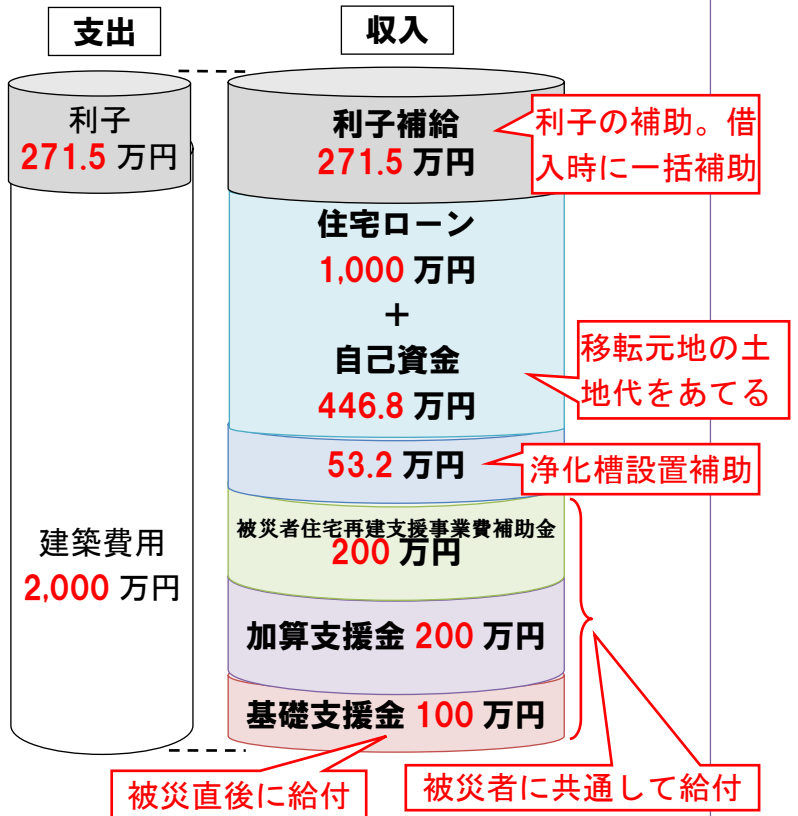 支出
収入
利子
271.5 万円
建築費用
2,000 万円
利子補給
271.5 万円
利子の補助。借
入時に一括補助
住宅ローン
1,000 万円
＋
自己資金
446.8 万円
移転元地の土
地代をあてる
53.2 万円
浄化槽設置補助
被災者住宅再建支援事業費補助金
200 万円
加算支援金 200 万円
基礎支援金 100 万円
被災直後に給付
被災者に共通して給付